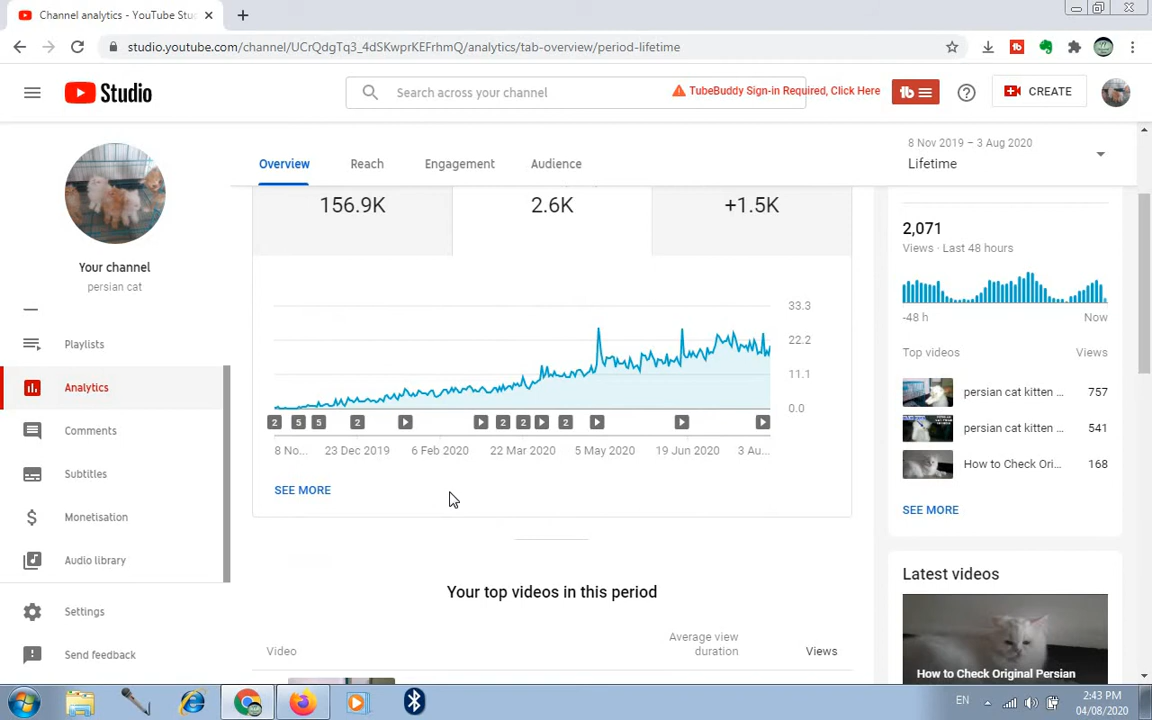 Channel analytics - YouTube Stu
studio.youtube.com/channel/UCrQdgTq3_4dSKwprKEFrhmQ/analytics/tab-overview/period-lifetime
Studio
Search across your channel
TubeBuddy Sign-in Required, Click Here
tb
CREATE
Your channel
persian cat
Playlists
Analytics
Comments
Subtitles
Monetisation
Audio library
Settings
Send feedback
Overview
Reach
Engagement
Audience
8 Nov 2019 – 3 Aug 2020
Lifetime
156.9K
2.6K
+1.5K
33.3
22.2
11.1
0.0
2 5 5 2 2 2 2
8 No... 23 Dec 2019 6 Feb 2020 22 Mar 2020 5 May 2020 19 Jun 2020 3 Au...
SEE MORE
Your top videos in this period
Video
Average view
duration
Views
2,071
Views · Last 48 hours
-48 h
Now
Top videos
Views
persian cat kitten ... 757
persian cat kitten ... 541
How to Check Ori... 168
SEE MORE
Latest videos
How to Check Original Persian
EN
2:43 PM
04/08/2020